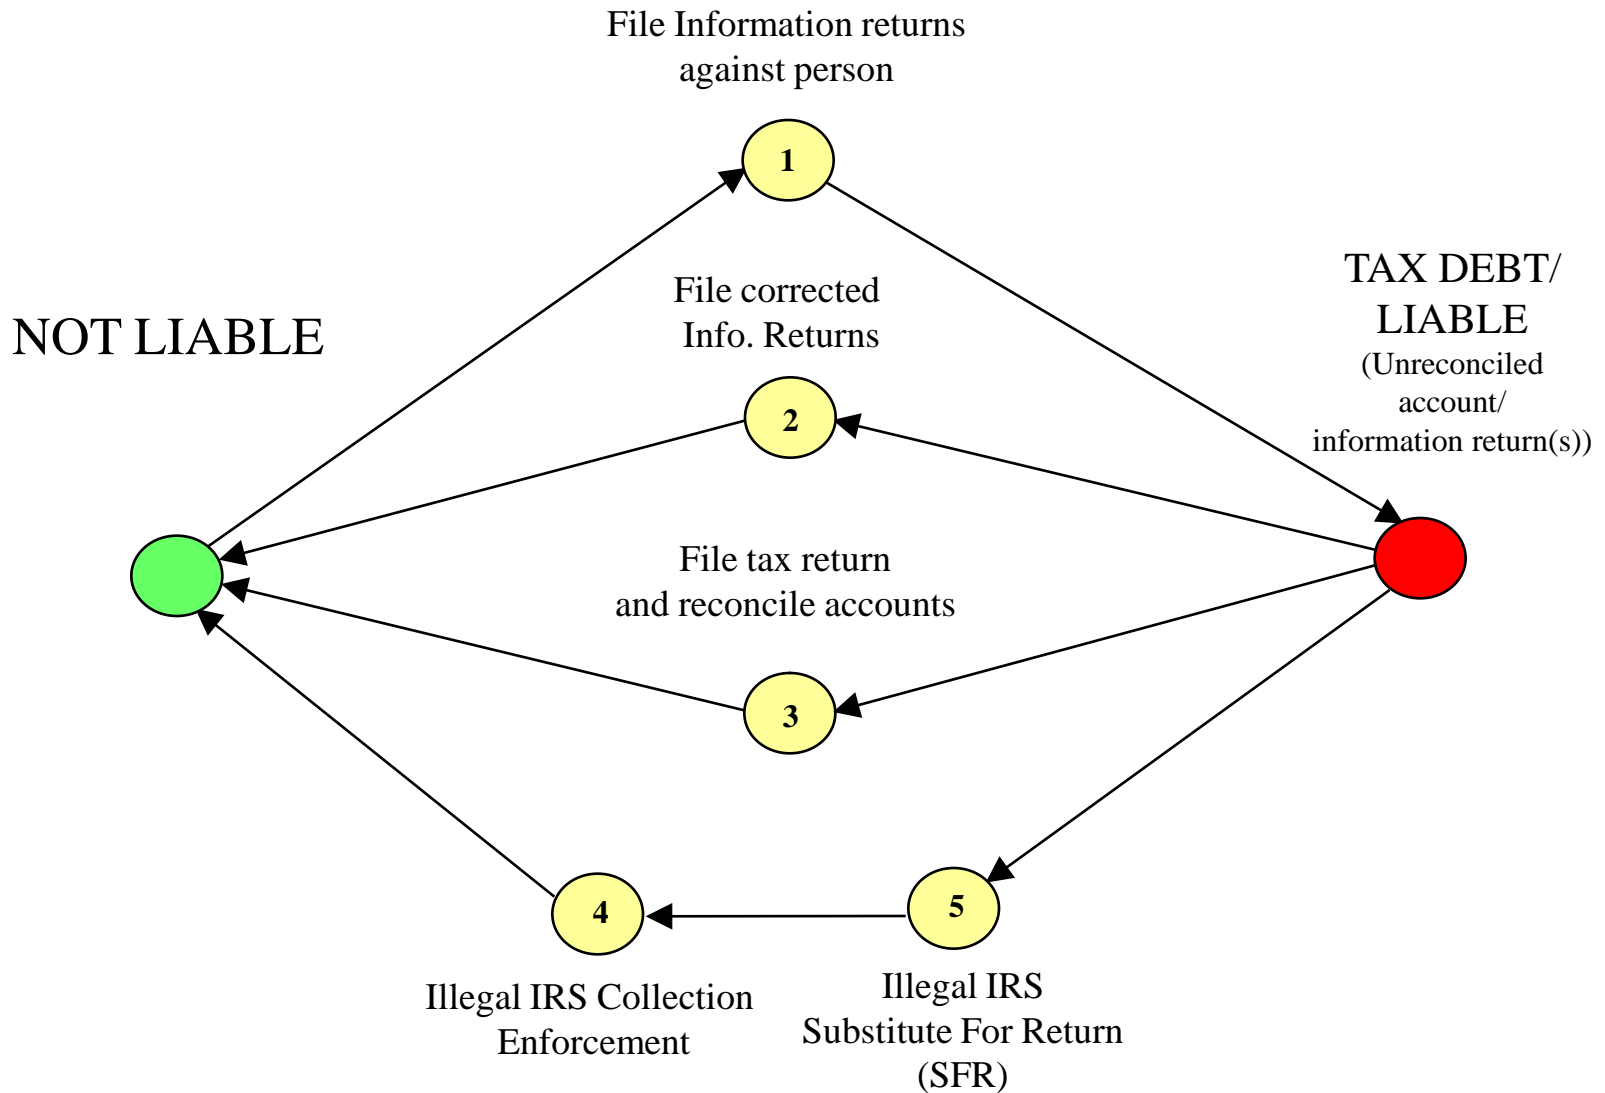 File Information returns
against person
1
NOT LIABLE
File corrected
Info. Returns
2
TAX DEBT/
LIABLE
(Unreconciled
account/
information return(s))
File tax return
and reconcile accounts
3
4
Illegal IRS Collection
Enforcement
5
Illegal IRS
Substitute For Return
(SFR)